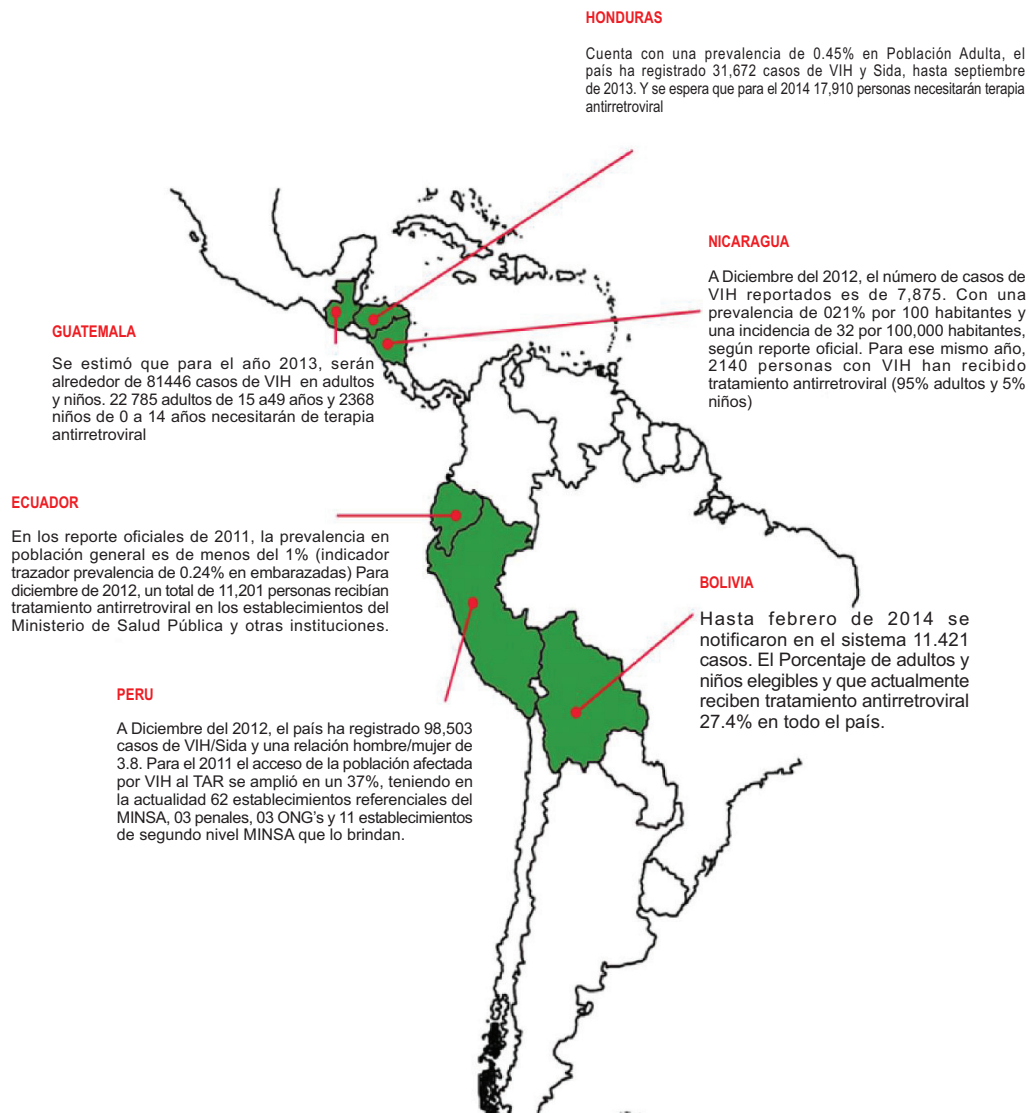 HONDURAS
Cuenta con una prevalencia de 0.45% en Población Adulta, el
país ha registrado 31,672 casos de VIH y Sida, hasta septiembre
de 2013. Y se espera que para el 2014 17,910 personas necesitarán terapia
antirretroviral
NICARAGUA
A Diciembre del 2012, el número de casos de
VIH reportados es de 7,875. Con una
prevalencia de 021% por 100 habitantes y
una incidencia de 32 por 100,000 habitantes,
según reporte oficial. Para ese mismo año,
2140 personas con VIH han recibido
tratamiento antirretroviral (95% adultos y 5%
niños)
GUATEMALA
Se estimó que para el año 2013, serán
alrededor de 81446 casos de VIH en adultos
y niños. 22 785 adultos de 15 a49 años y 2368
niños de 0 a 14 años necesitarán de terapia
antirretroviral
ECUADOR
En los reporte oficiales de 2011, la prevalencia en
población general es de menos del 1% (indicador
trazador prevalencia de 0.24% en embarazadas) Para
diciembre de 2012, un total de 11,201 personas recibían
tratamiento antirretroviral en los establecimientos del
Ministerio de Salud Pública y otras instituciones.
BOLIVIA
Hasta febrero de 2014 se
notificaron en el sistema 11.421
casos. El Porcentaje de adultos y
niños elegibles y que actualmente
reciben tratamiento antirretroviral
27.4% en todo el país.
PERU
A Diciembre del 2012, el país ha registrado 98,503
casos de VIH/Sida y una relación hombre/mujer de
3.8. Para el 2011 el acceso de la población afectada
por VIH al TAR se amplió en un 37%, teniendo en
la actualidad 62 establecimientos referenciales del
MINSA, 03 penales, 03 ONG's y 11 establecimientos
de segundo nivel MINSA que lo brindan.